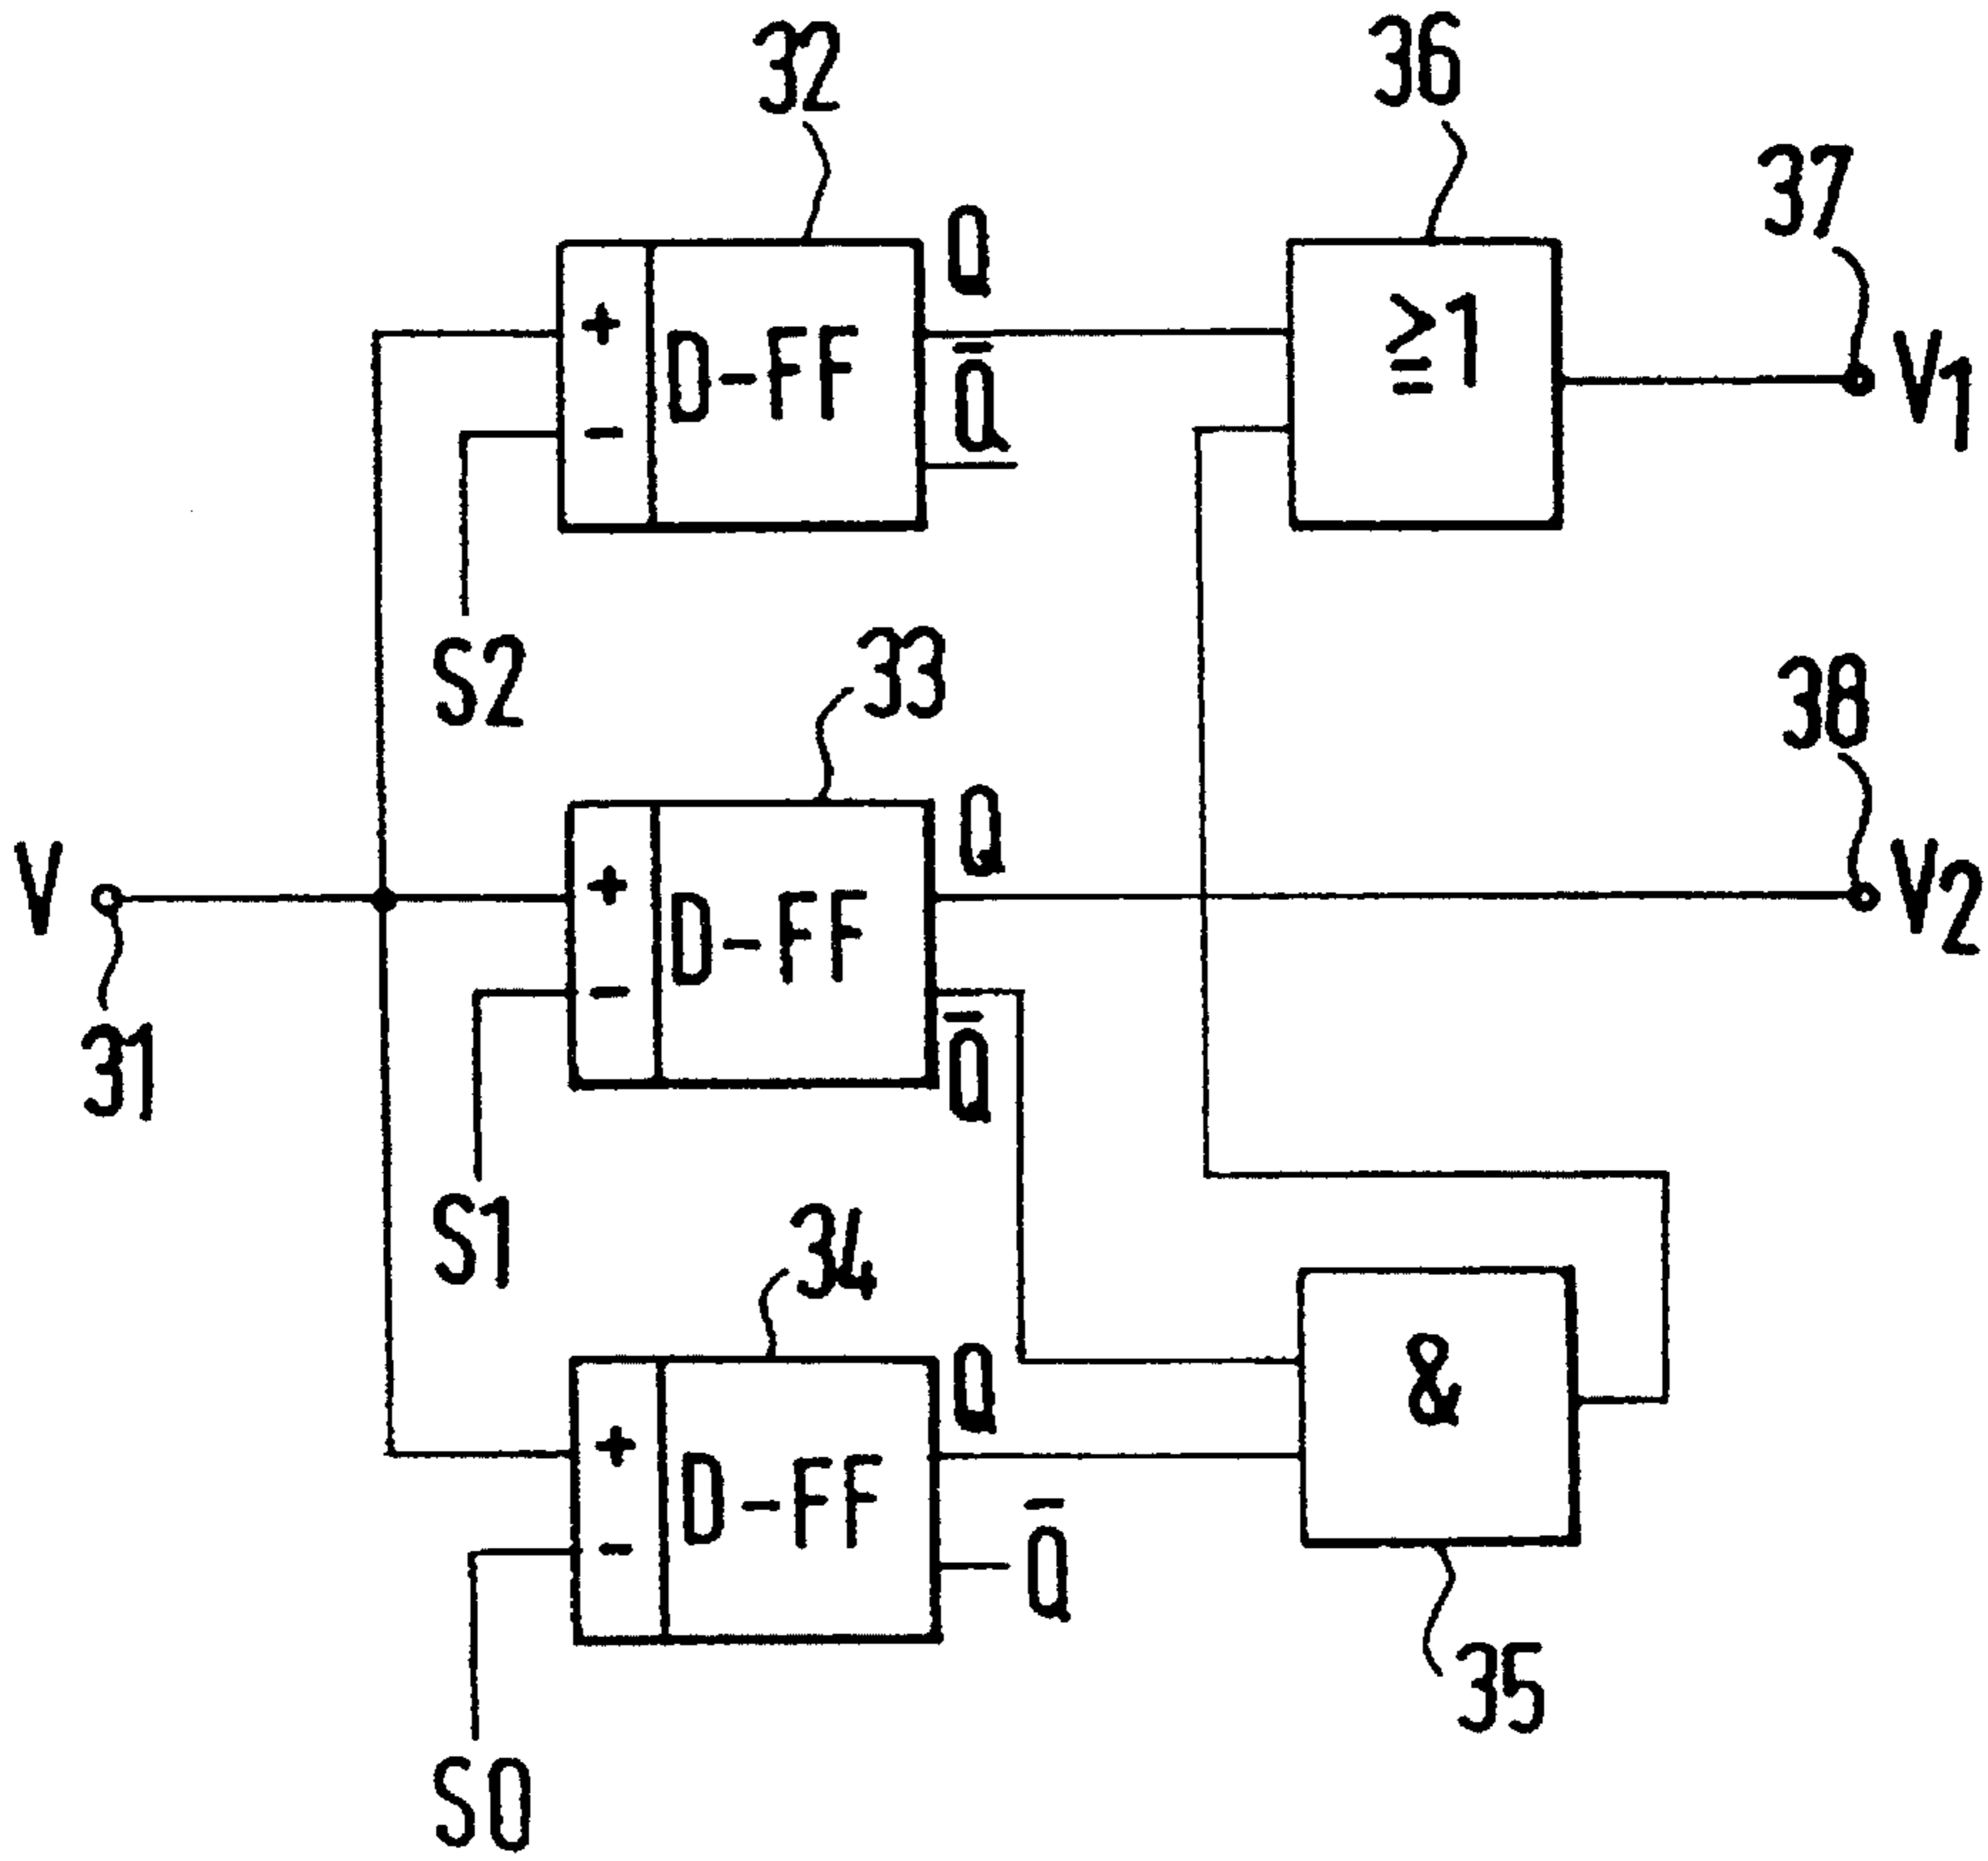 32
36
37
Q
+
D-FF
≥1
V1
Q̅
-
S2
33
38
Q
V
+
D-FF
V2
-
Q̅
31
S1
34
Q
&
+
D-FF
-
Q̅
35
S0